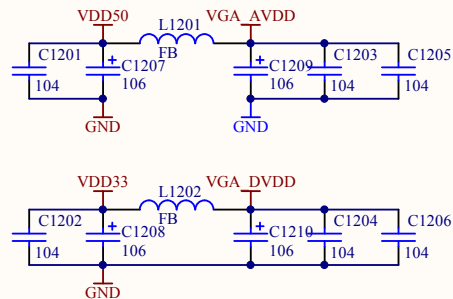 VDD50 L1201 VGA_AVDD
C1201 C1207 FB C1209 C1203 C1205
104 106 106 104 104
GND GND
VDD33 L1202 VGA_DVDD
C1202 C1208 FB C1210 C1204 C1206
104 106 106 104 104
GND